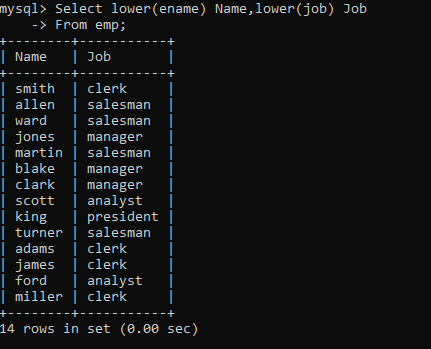 mysql> Select lower(ename) Name,lower(job) Job
    -> From emp;
+--------+-----------+
| Name   | Job       |
+--------+-----------+
| smith  | clerk     |
| allen  | salesman  |
| ward   | salesman  |
| jones  | manager   |
| martin | salesman  |
| blake  | manager   |
| clark  | manager   |
| scott  | analyst   |
| king   | president |
| turner | salesman  |
| adams  | clerk     |
| james  | clerk     |
| ford   | analyst   |
| miller | clerk     |
+--------+-----------+
14 rows in set (0.00 sec)